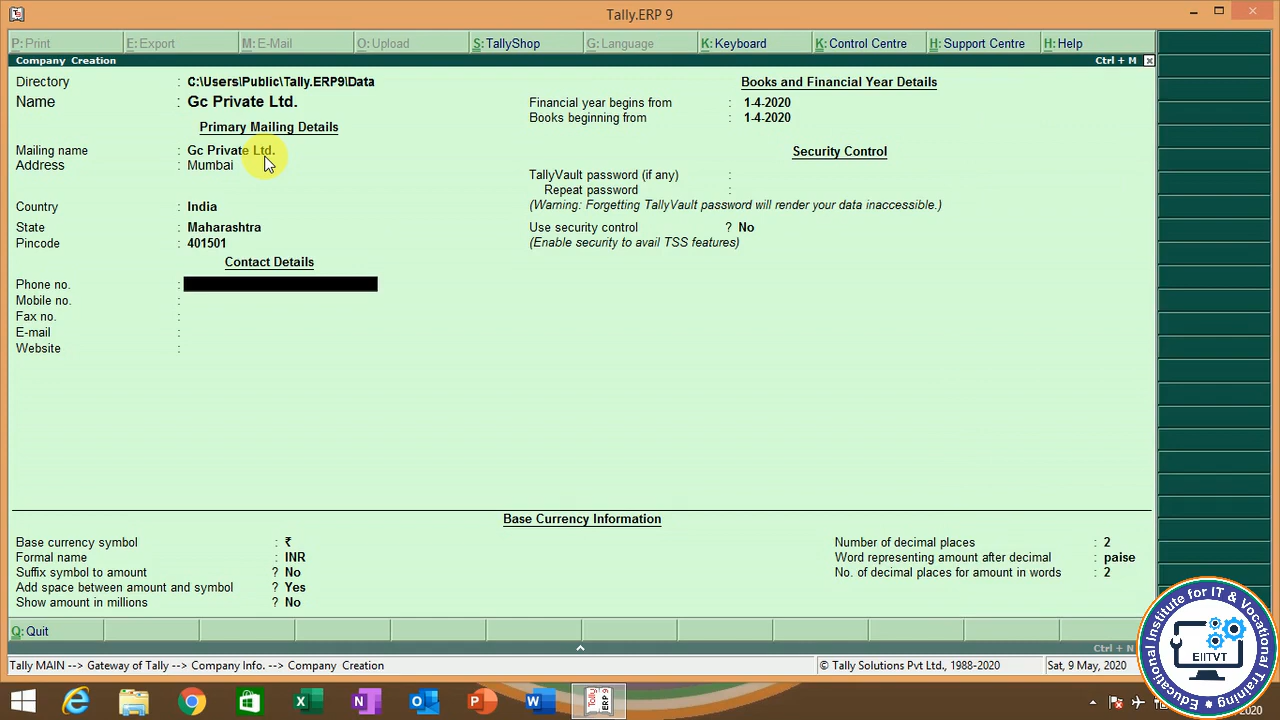 Tally.ERP 9
P: Print E: Export M: E-Mail O: Upload S: TallyShop G: Language K: Keyboard K: Control Centre H: Support Centre H: Help
Company Creation Ctrl + M
Directory : C:\Users\Public\Tally.ERP9\Data
Name : Gc Private Ltd.
Primary Mailing Details
Mailing name : Gc Private Ltd.
Address : Mumbai
Country : India
State : Maharashtra
Pincode : 401501
Contact Details
Phone no. :
Mobile no. :
Fax no. :
E-mail :
Website :
Books and Financial Year Details
Financial year begins from : 1-4-2020
Books beginning from : 1-4-2020
Security Control
TallyVault password (if any) :
Repeat password :
(Warning: Forgetting TallyVault password will render your data inaccessible.)
Use security control ? No
(Enable security to avail TSS features)
Base Currency Information
Base currency symbol : ₹
Formal name : INR
Suffix symbol to amount ? No
Add space between amount and symbol ? Yes
Show amount in millions ? No
Number of decimal places : 2
Word representing amount after decimal : paise
No. of decimal places for amount in words : 2
Q: Quit
Ctrl + N
Tally MAIN --> Gateway of Tally --> Company Info. --> Company Creation © Tally Solutions Pvt Ltd., 1988-2020 Sat, 9 May, 2020
Educational Institute for IT & Vocational Training
EIITVT